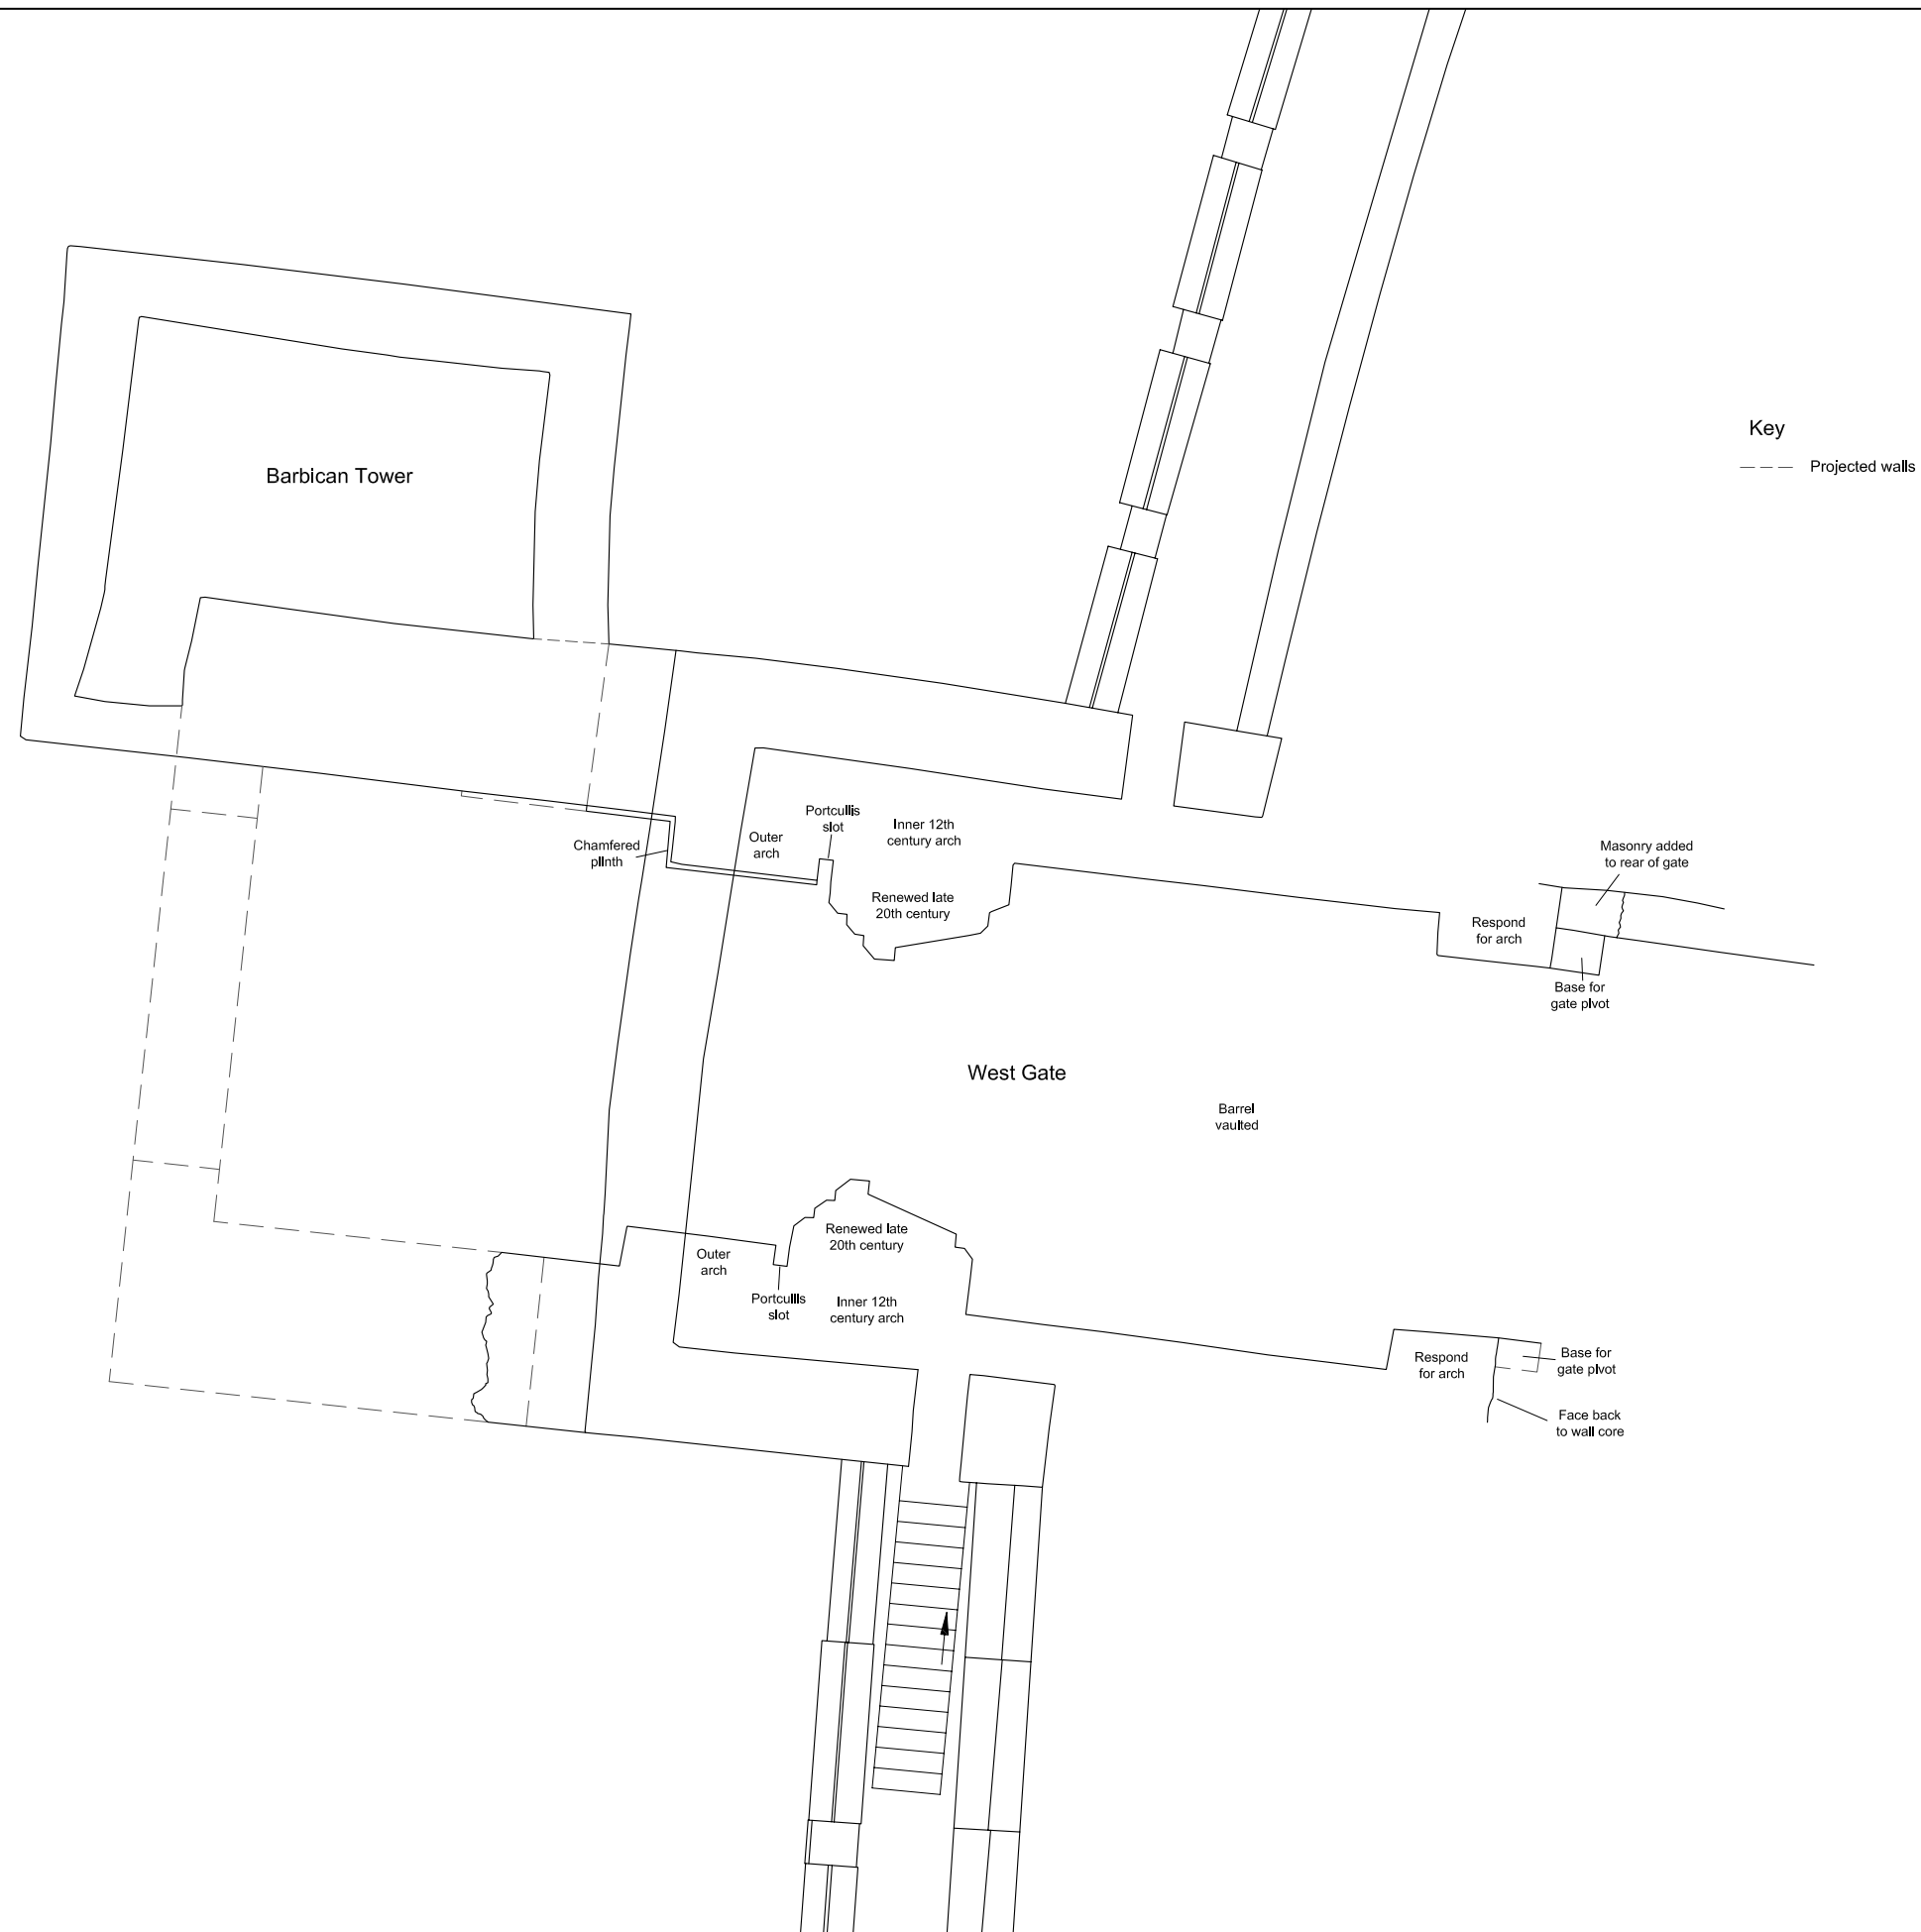 Key
Projected walls
Barbican Tower
Portcullis
slot
Inner 12th
century arch
Outer
arch
Chamfered
plinth
Renewed late
20th century
Masonry added
to rear of gate
Respond
for arch
Base for
gate pivot
West Gate
Barrel
vaulted
Renewed late
20th century
Outer
arch
Portcullis
slot
Inner 12th
century arch
Respond
for arch
Base for
gate pivot
Face back
to wall core